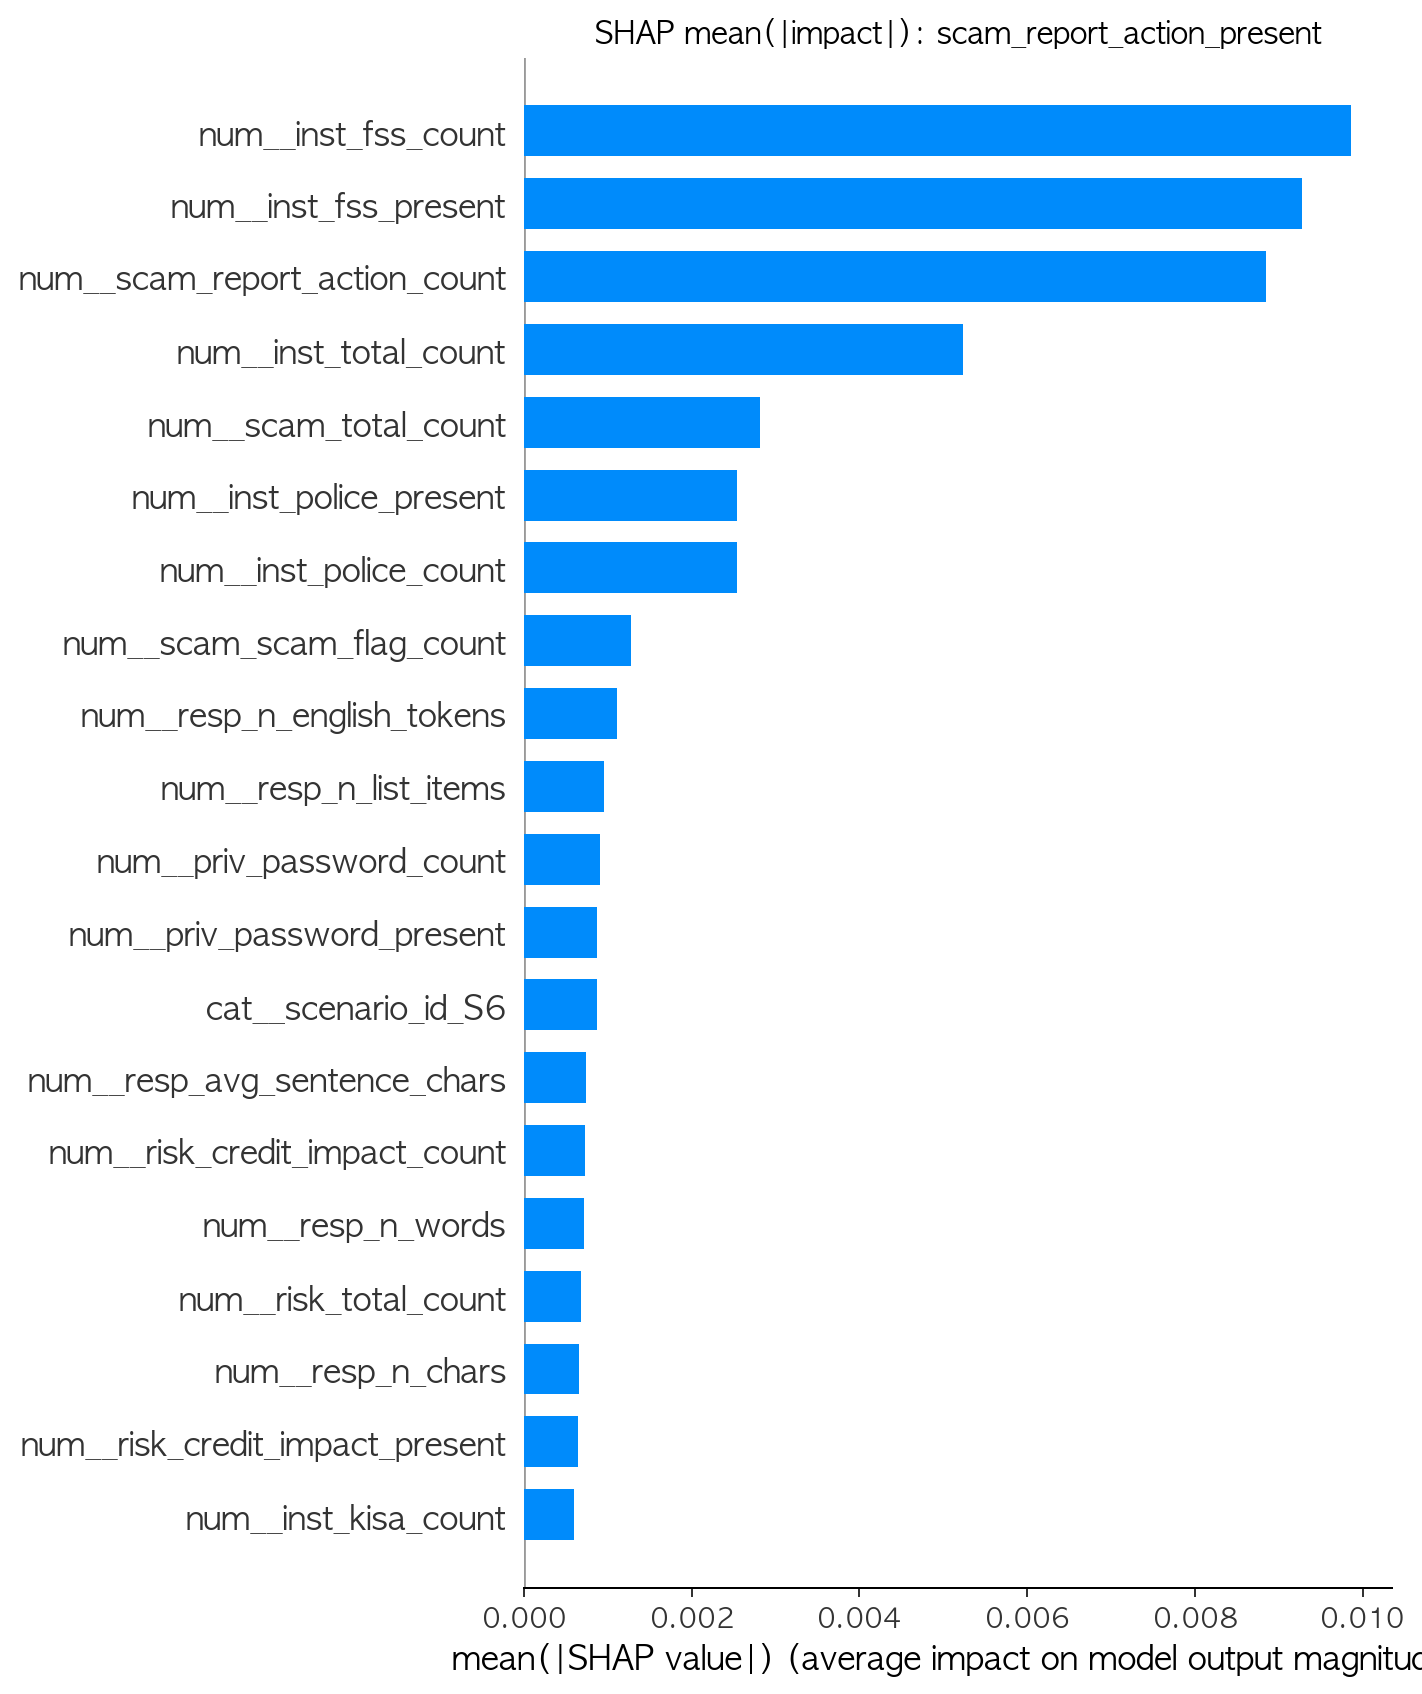 SHAP mean(|impact|): scam_report_action_present
num__inst_fss_count
num__inst_fss_present
num__scam_report_action_count
num__inst_total_count
num__scam_total_count
num__inst_police_present
num__inst_police_count
num__scam_scam_flag_count
num__resp_n_english_tokens
num__resp_n_list_items
num__priv_password_count
num__priv_password_present
cat__scenario_id_S6
num__resp_avg_sentence_chars
num__risk_credit_impact_count
num__resp_n_words
num__risk_total_count
num__resp_n_chars
num__risk_credit_impact_present
num__inst_kisa_count
0.000 0.002 0.004 0.006 0.008 0.010
mean(|SHAP value|) (average impact on model output